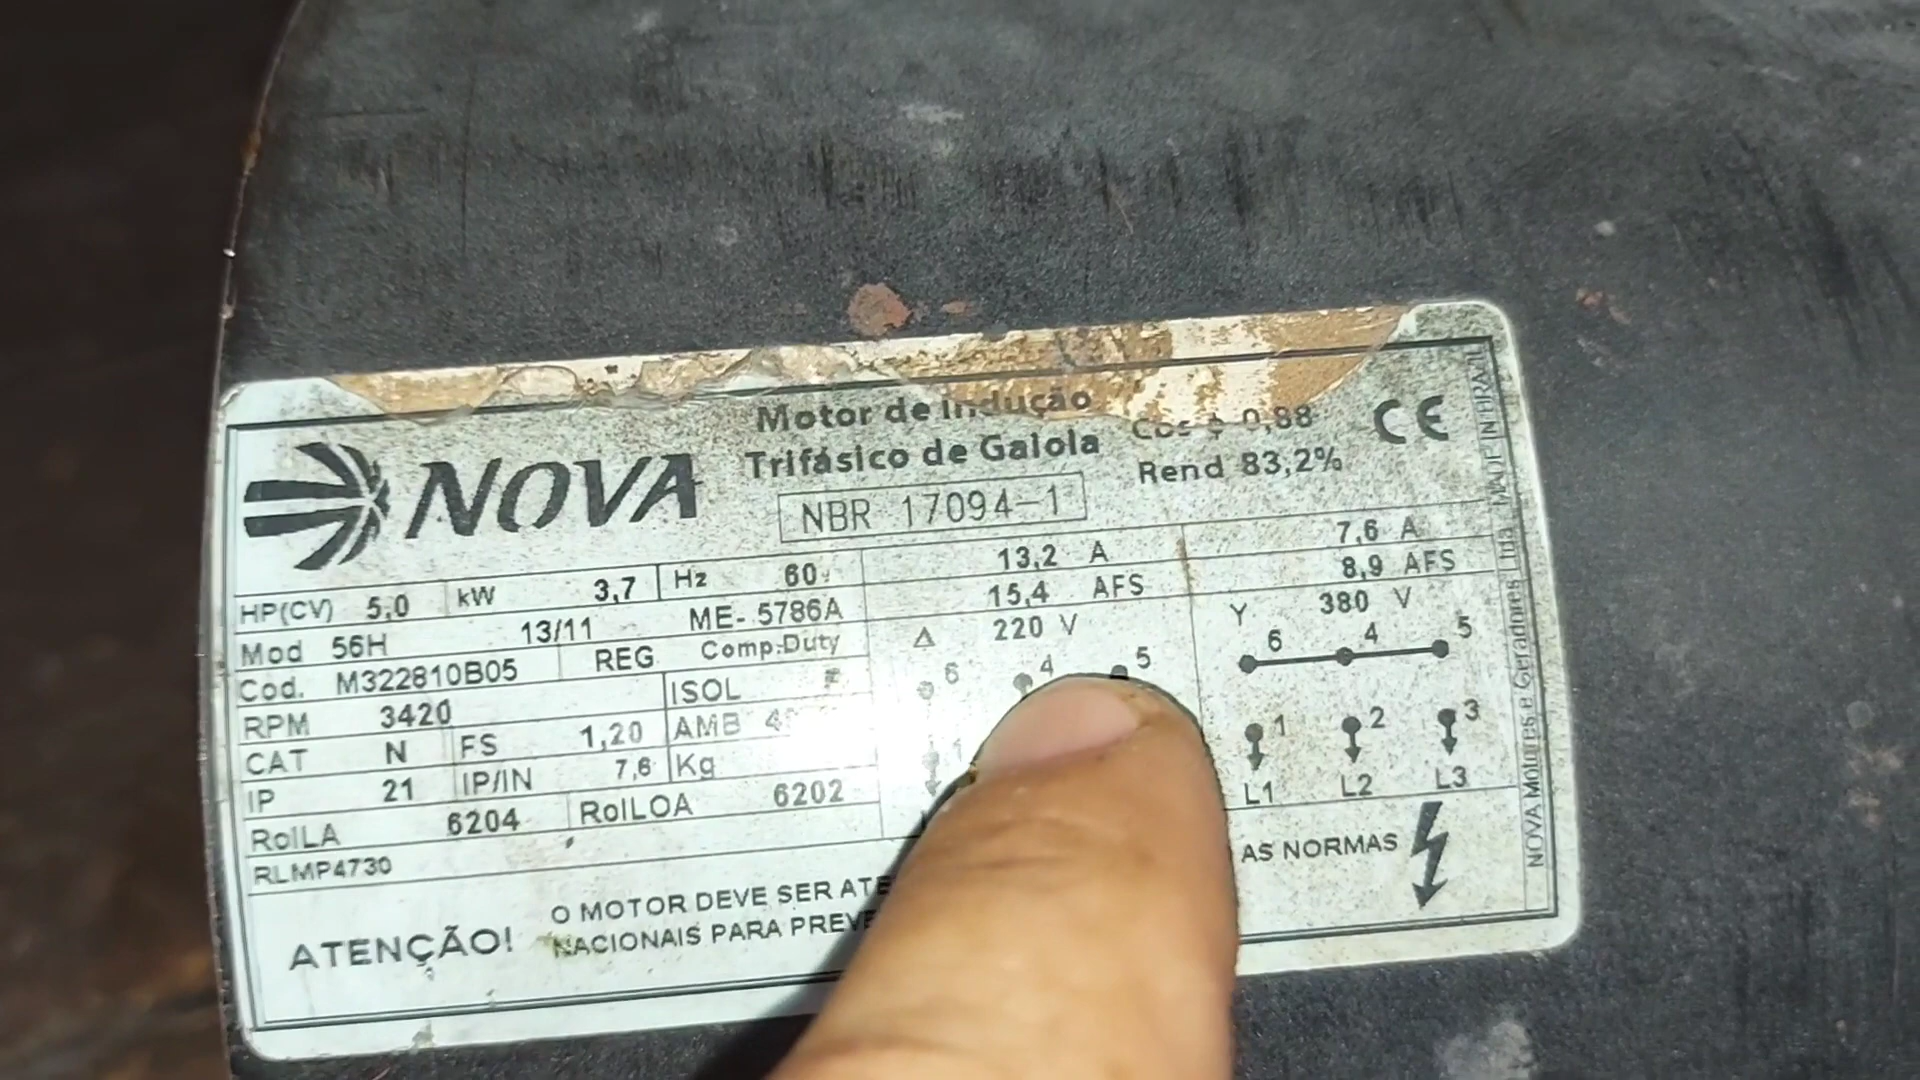 Motor de Indução
Trifásico de Gaiola
NBR 17094-1
Cos φ 0,88
Rend 83,2%
CE
NOVA
HP(CV) 5,0 kW 3,7 Hz 60
Mod 56H 13/11 ME- 5786A
Cod. M322810B05 REG Comp.Duty
RPM 3420 ISOL F
CAT N FS 1,20 AMB
IP 21 IP/IN 7,6 Kg
RolLA 6204 RolLOA 6202
RLMP4730
13,2 A
15,4 AFS
Δ 220 V
6 4 5
1
7,6 A
8,9 AFS
Y 380 V
6 4 5
1 2 3
L1 L2 L3
ATENÇÃO!
O MOTOR DEVE SER ATE
NACIONAIS PARA PREVE
AS NORMAS
NOVA Motores e Geradores Ltda MADE IN BRAZIL